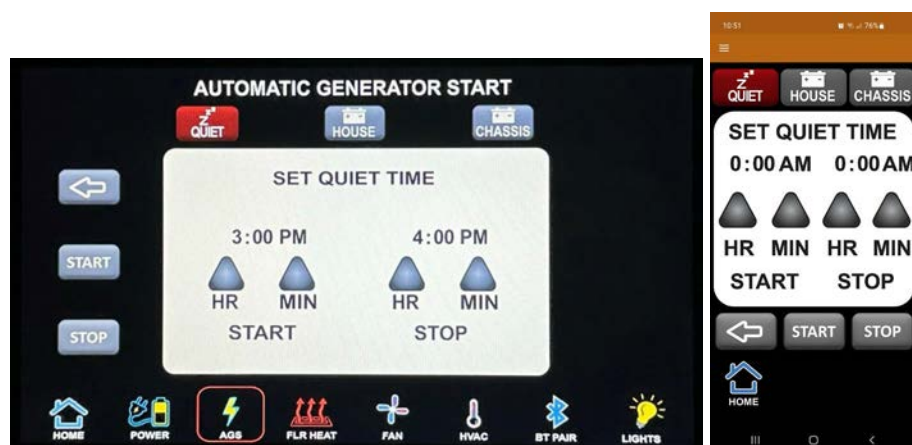 AUTOMATIC GENERATOR START
QUIET HOUSE CHASSIS
SET QUIET TIME
3:00 PM 4:00 PM
HR MIN HR MIN
START STOP
START
STOP
HOME POWER AGS FLR HEAT FAN HVAC BT PAIR LIGHTS
10:51 76%
QUIET HOUSE CHASSIS
SET QUIET TIME
0:00 AM 0:00 AM
HR MIN HR MIN
START STOP
START STOP
HOME